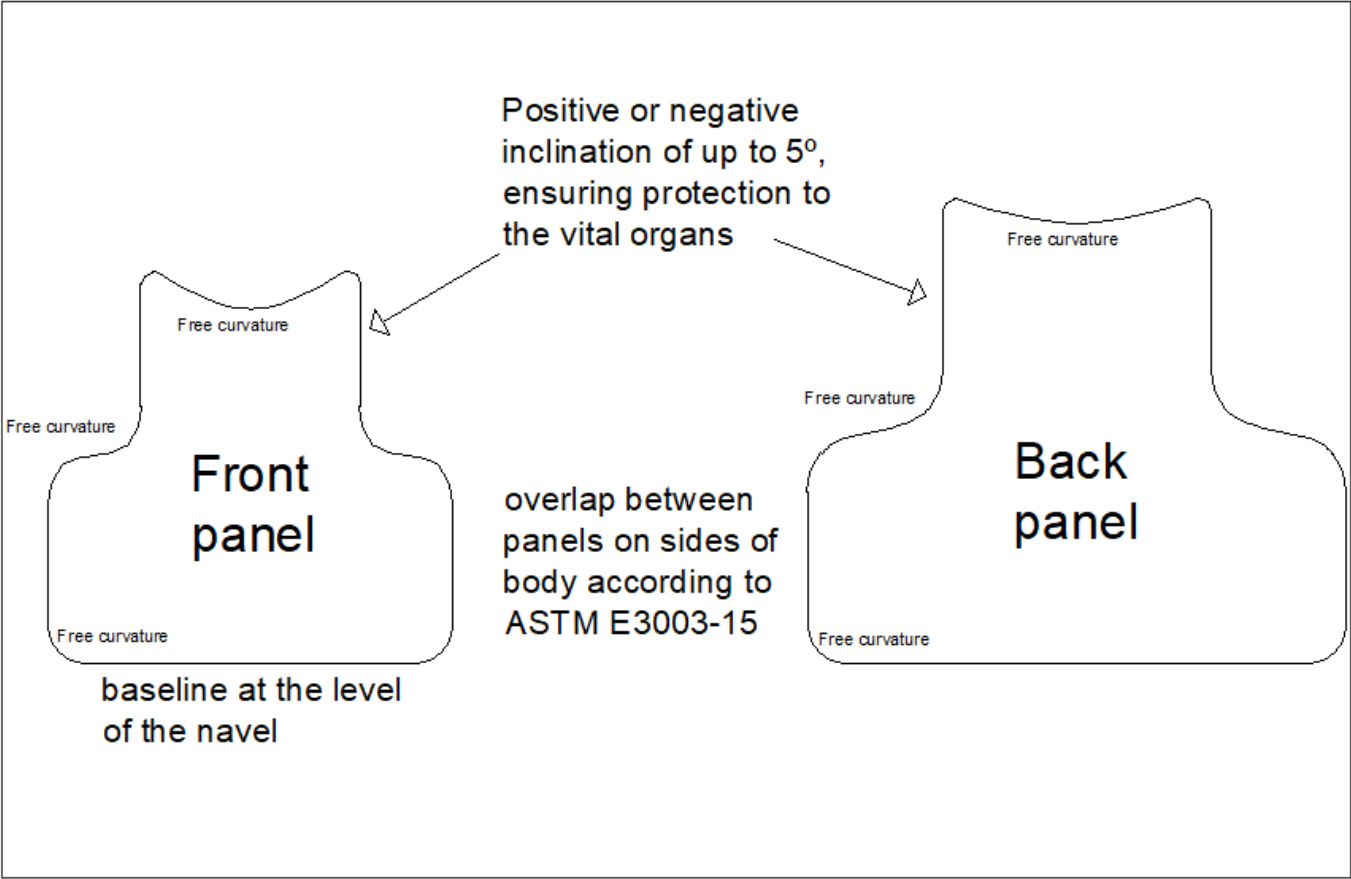 Positive or negative
inclination of up to 5º,
ensuring protection to
the vital organs
Free curvature
Free curvature
Free curvature
Free curvature
Front
panel
Back
panel
overlap between
panels on sides of
body according to
ASTM E3003-15
Free curvature
Free curvature
baseline at the level
of the navel